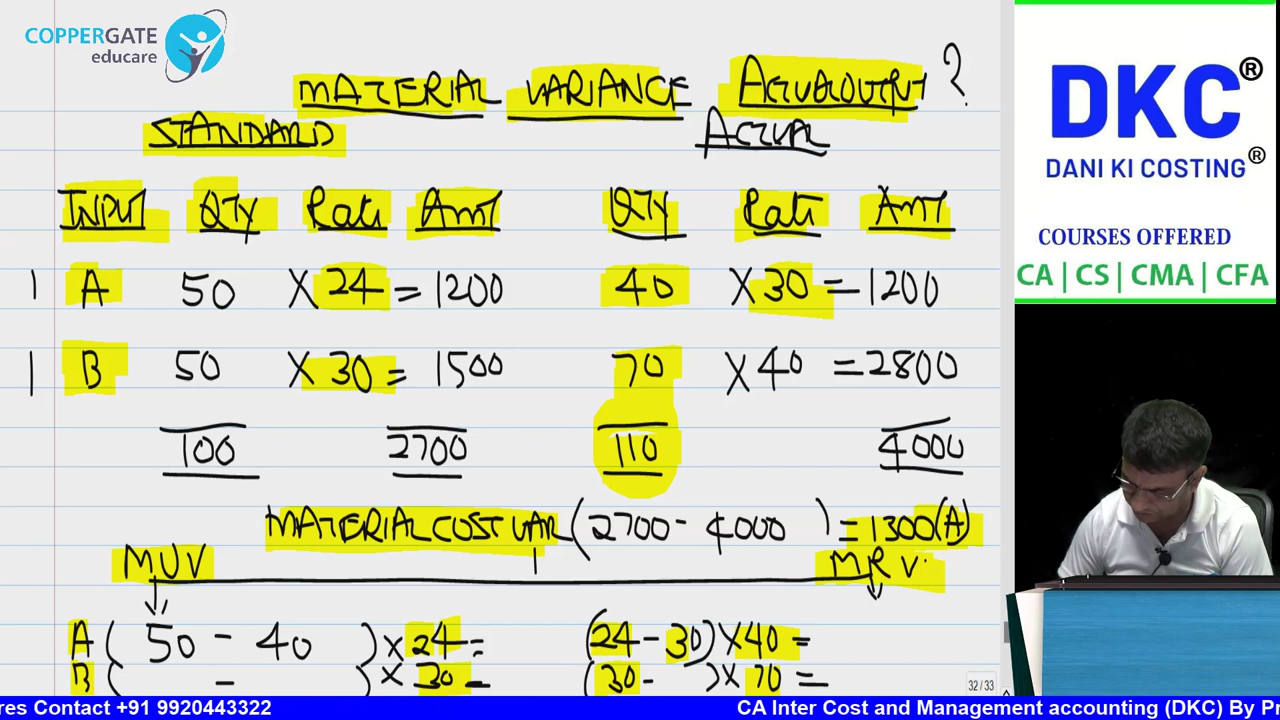 COPPERGATE
educare
MATERIAL VARIANCE
?
STANDARD ACTUAL
INPUT QTY Rate Amt QTY Rate Amt
1 A 50 X 24 = 1200 40 X 30 = 1200
1 B 50 X 30 = 1500 70 X 40 = 2800
100 2700 110 4000
MATERIAL COST VAR (2700 - 4000 ) = 1300(A)
MUV MRV.
A ( 50 - 40 ) X 24 = (24 - 30) X 40 =
B ( - ) X 30 = (30 - ) X 70 =
32 / 33
DKC®
DANI KI COSTING®
COURSES OFFERED
CA | CS | CMA | CFA
res Contact +91 9920443322 CA Inter Cost and Management accounting (DKC) By Pr